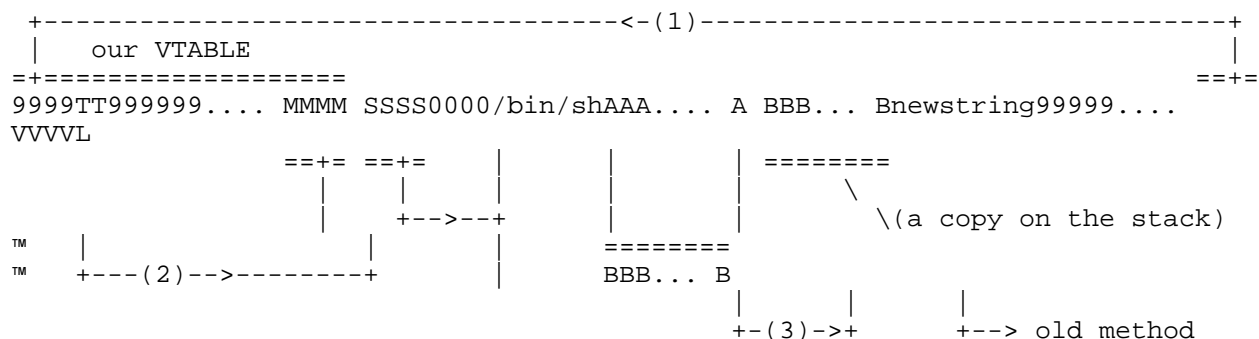 +------------------------------------<-(1)---------------------------------+
|    our VTABLE                                                            |
=+===================                                                   ==+=
9999TT999999.... MMMM SSSS0000/bin/shAAA.... A BBB... Bnewstring99999....
VVVVL
==+= ==+=    |      |       | ========
|    |     |      |       |      \
|    +-->--+      |       |       \(a copy on the stack)
™    |                 |       |      ========
™    +---(2)-->--------+       |      BBB... B
|      |      |
+-(3)->+      +--> old method